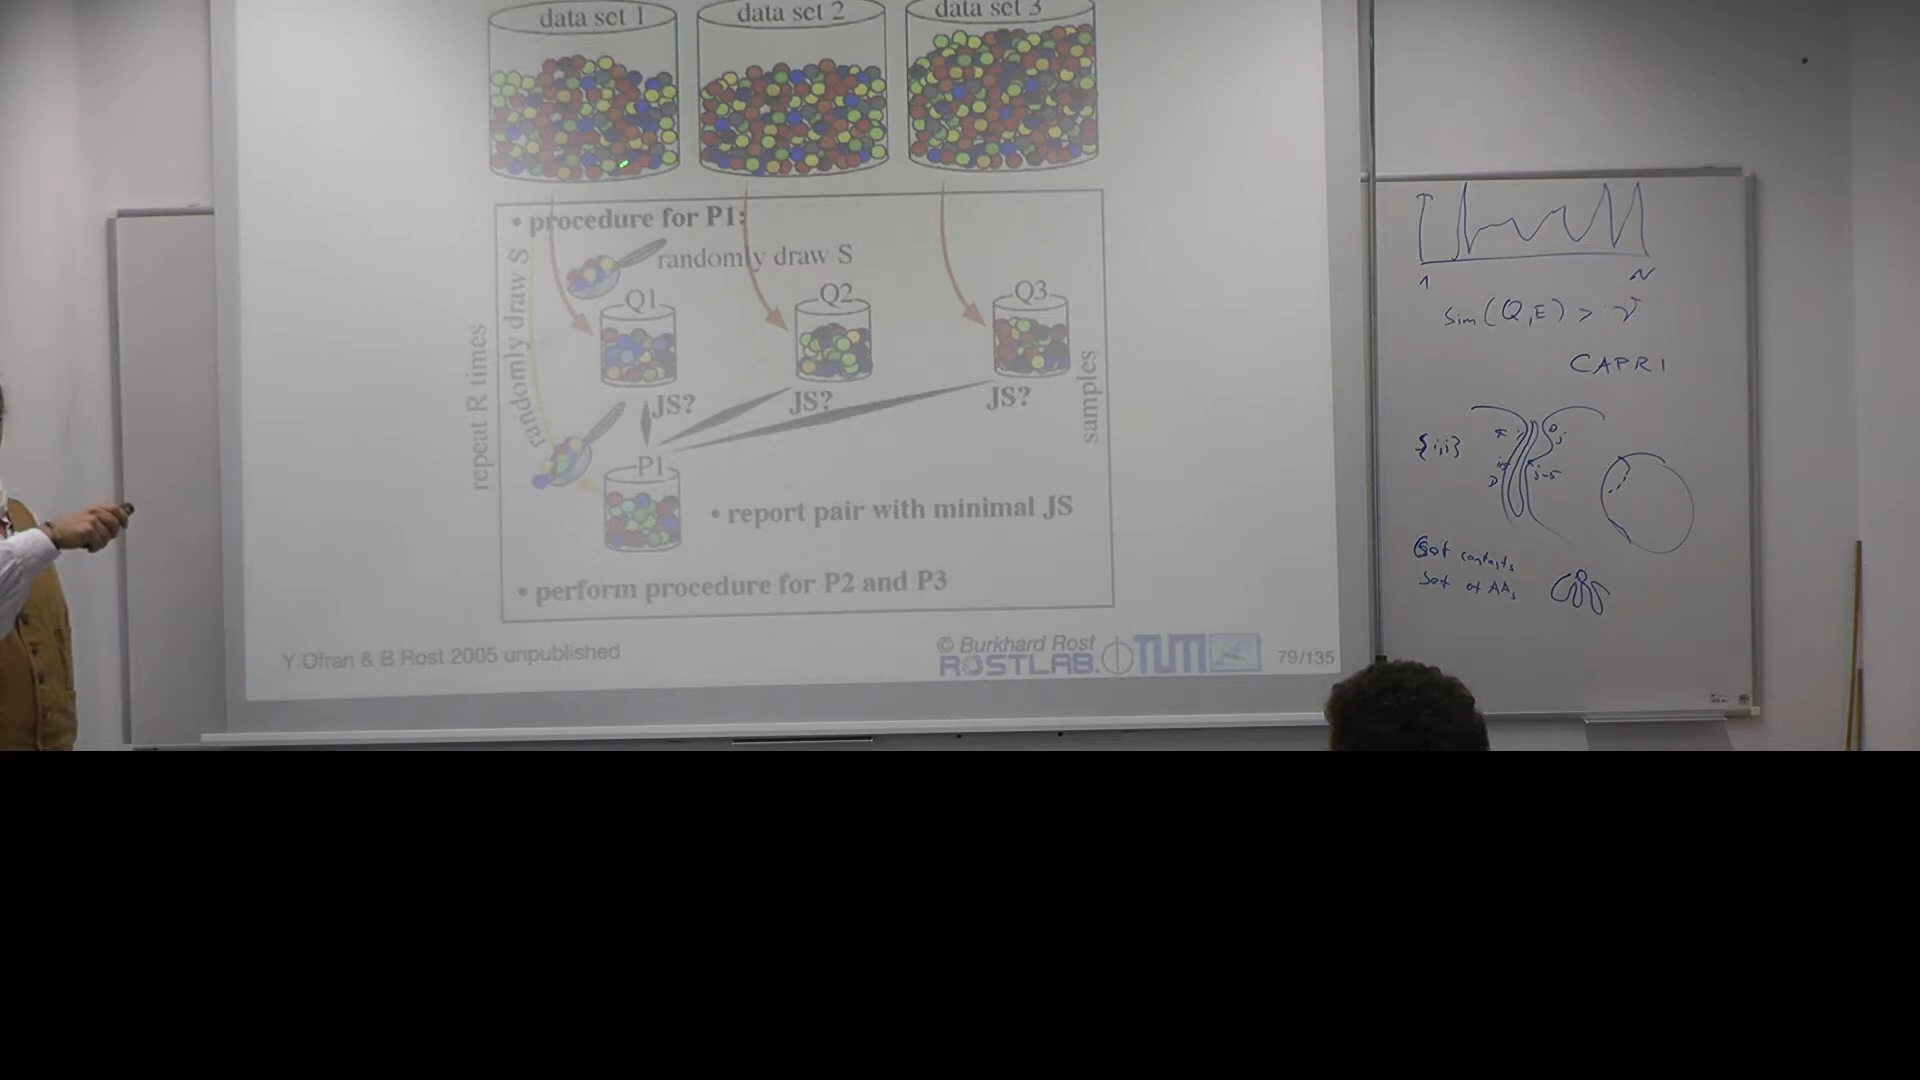 data set 1
data set 2
data set 3
• procedure for P1:
randomly draw S
randomly draw S
repeat R times
Q1
Q2
Q3
JS?
JS?
JS?
samples
P1
• report pair with minimal JS
• perform procedure for P2 and P3
Y Ofran & B Rost 2005 unpublished
© Burkhard Rost
ROSTLAB.
TUM
79/135
1
N
Sim(Q,E) >
CAPRI
{i,j}
j
j-5
D
Set contacts
Set of AAs